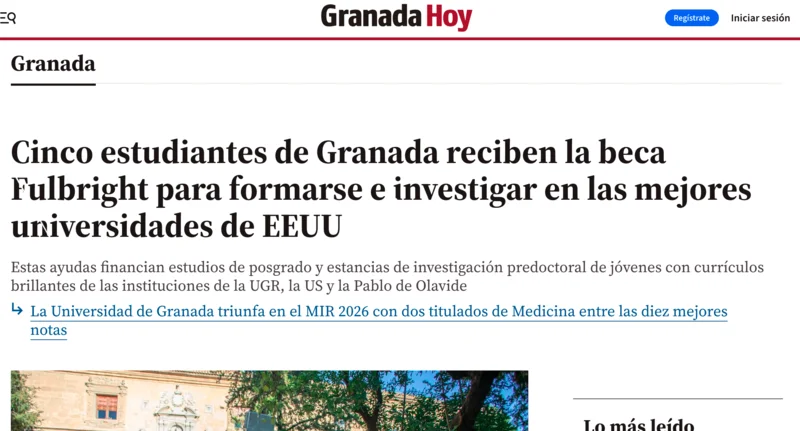 Granada Hoy
Regístrate
Iniciar sesión
Granada
Cinco estudiantes de Granada reciben la beca
Fulbright para formarse e investigar en las mejores
universidades de EEUU
Estas ayudas financian estudios de posgrado y estancias de investigación predoctoral de jóvenes con currículos
brillantes de las instituciones de la UGR, la US y la Pablo de Olavide
La Universidad de Granada triunfa en el MIR 2026 con dos titulados de Medicina entre las diez mejores
notas
Lo más leído